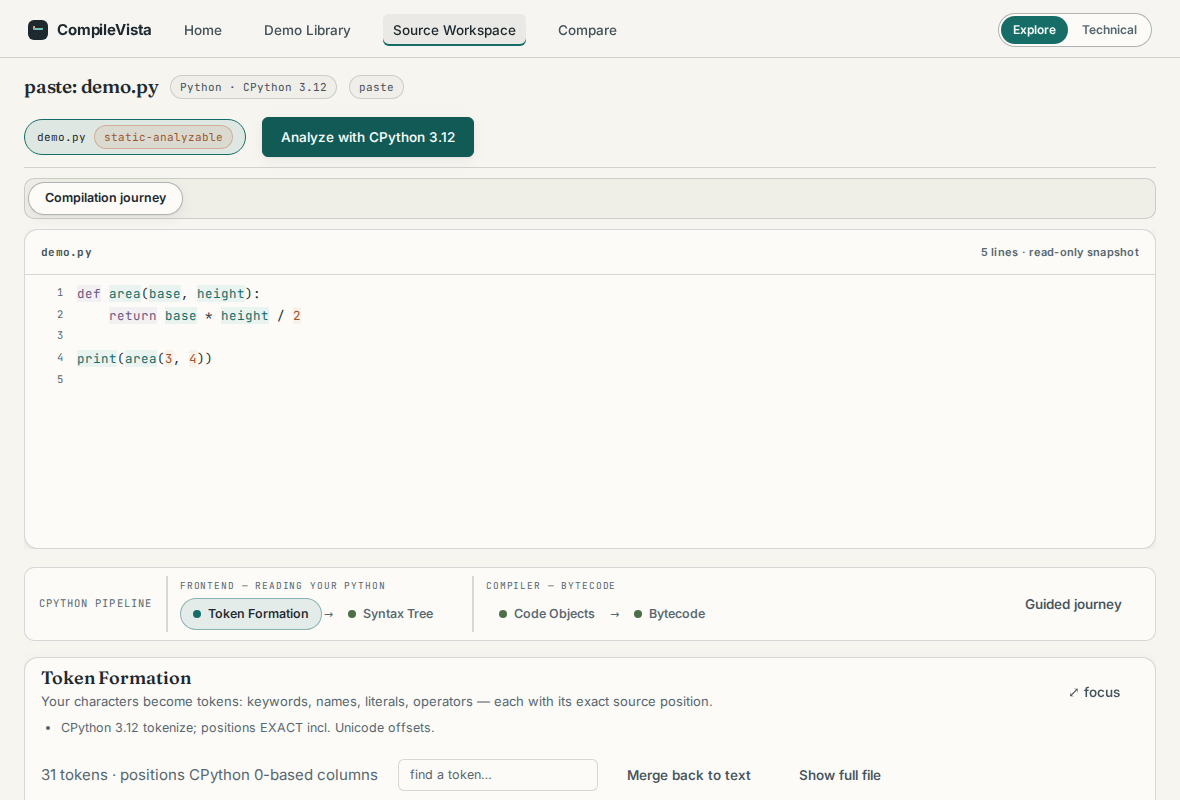 CompileVista Home Demo Library Source Workspace Compare Explore Technical
paste: demo.py Python · CPython 3.12 paste
demo.py static-analyzable Analyze with CPython 3.12
Compilation journey
demo.py 5 lines · read-only snapshot
1 def area(base, height):
2     return base * height / 2
3
4 print(area(3, 4))
5
CPYTHON PIPELINE
FRONTEND — READING YOUR PYTHON
Token Formation → Syntax Tree
COMPILER — BYTECODE
Code Objects → Bytecode
Guided journey
Token Formation
Your characters become tokens: keywords, names, literals, operators — each with its exact source position.
⤢ focus
• CPython 3.12 tokenize; positions EXACT incl. Unicode offsets.
31 tokens · positions CPython 0-based columns find a token... Merge back to text Show full file